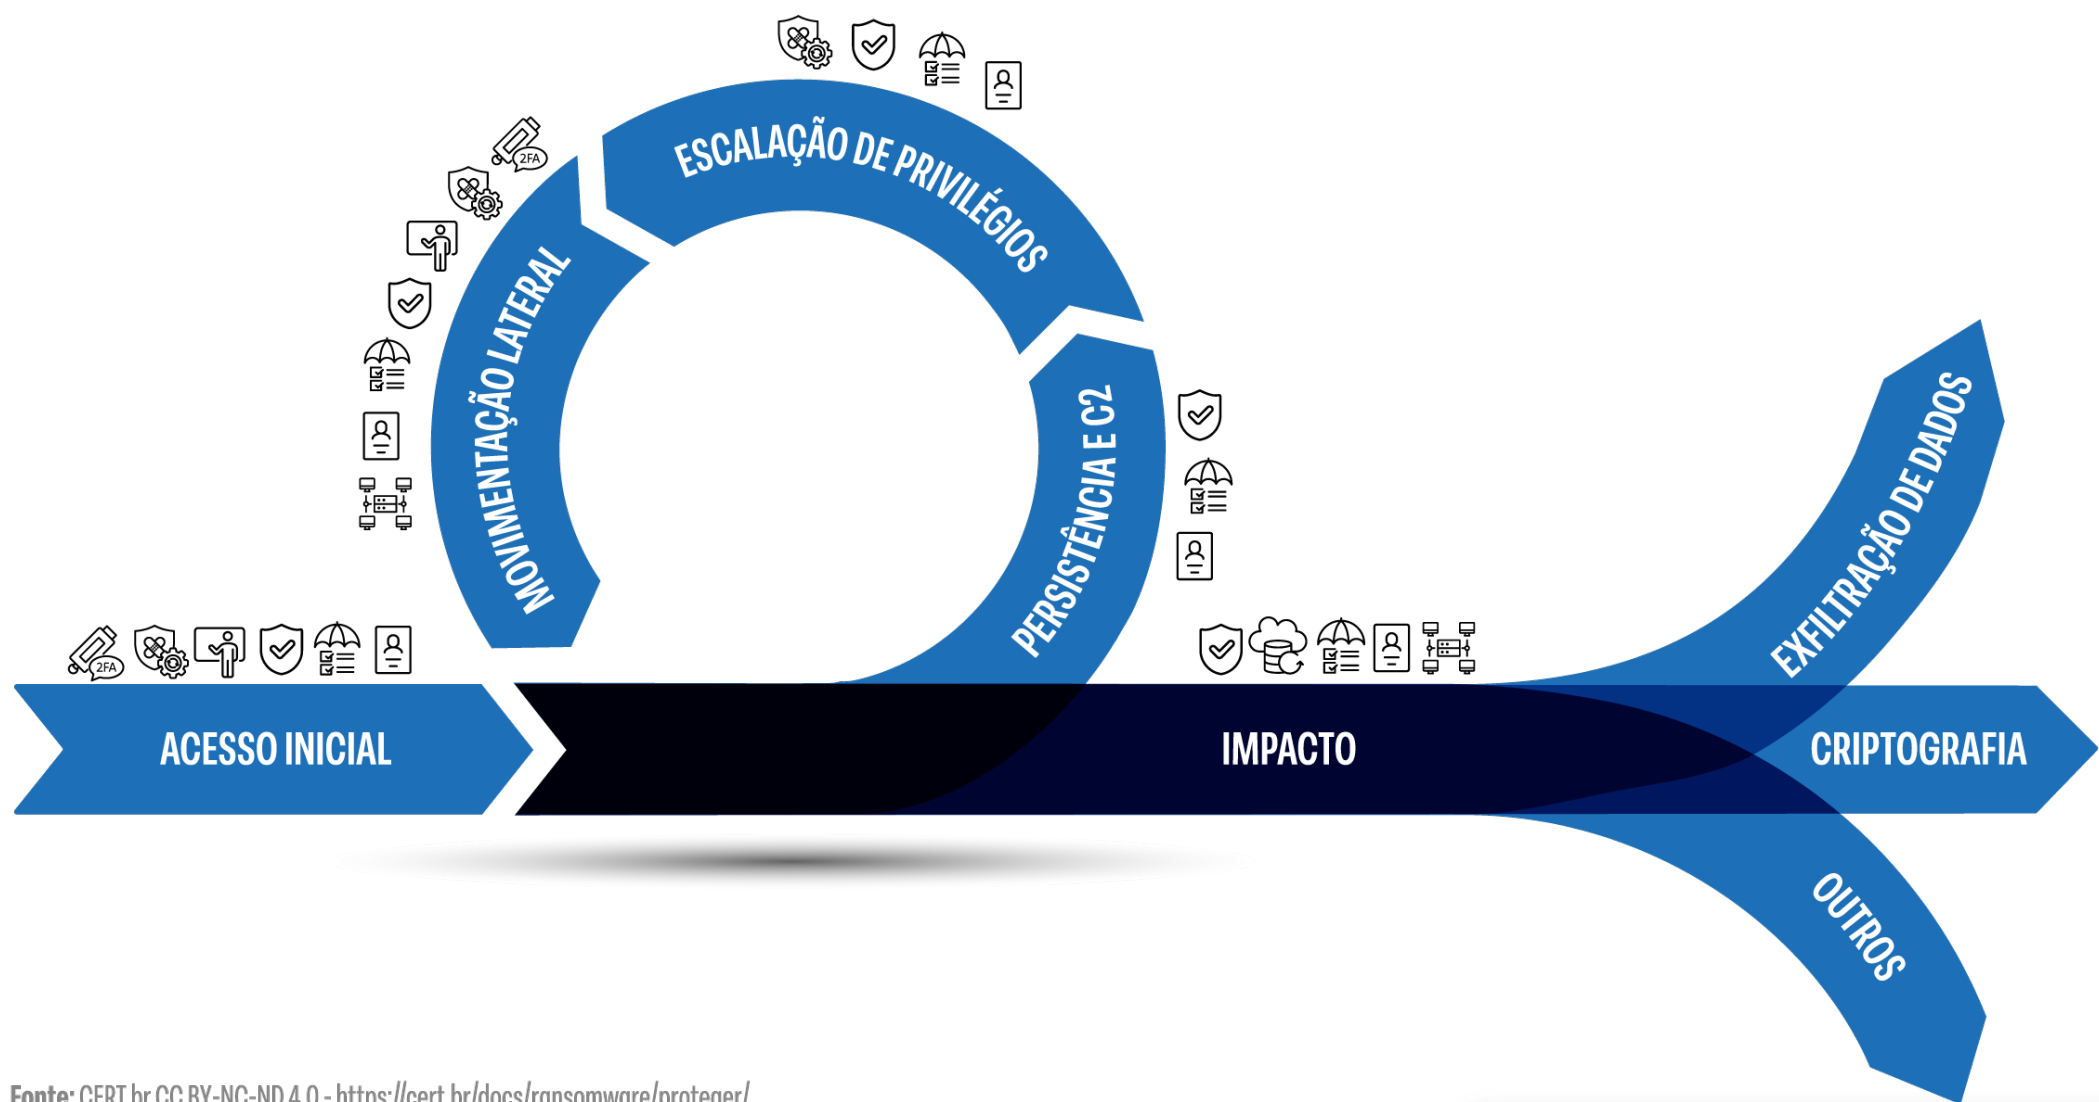 2FA
ESCALAÇÃO DE PRIVILÉGIOS
MOVIMENTAÇÃO LATERAL
PERSISTÊNCIA E C2
2FA
ACESSO INICIAL
IMPACTO
EXFILTRAÇÃO DE DADOS
CRIPTOGRAFIA
OUTROS
Fonte: CERT.br CC BY-NC-ND 4.0 - https://cert.br/docs/ransomware/proteger/